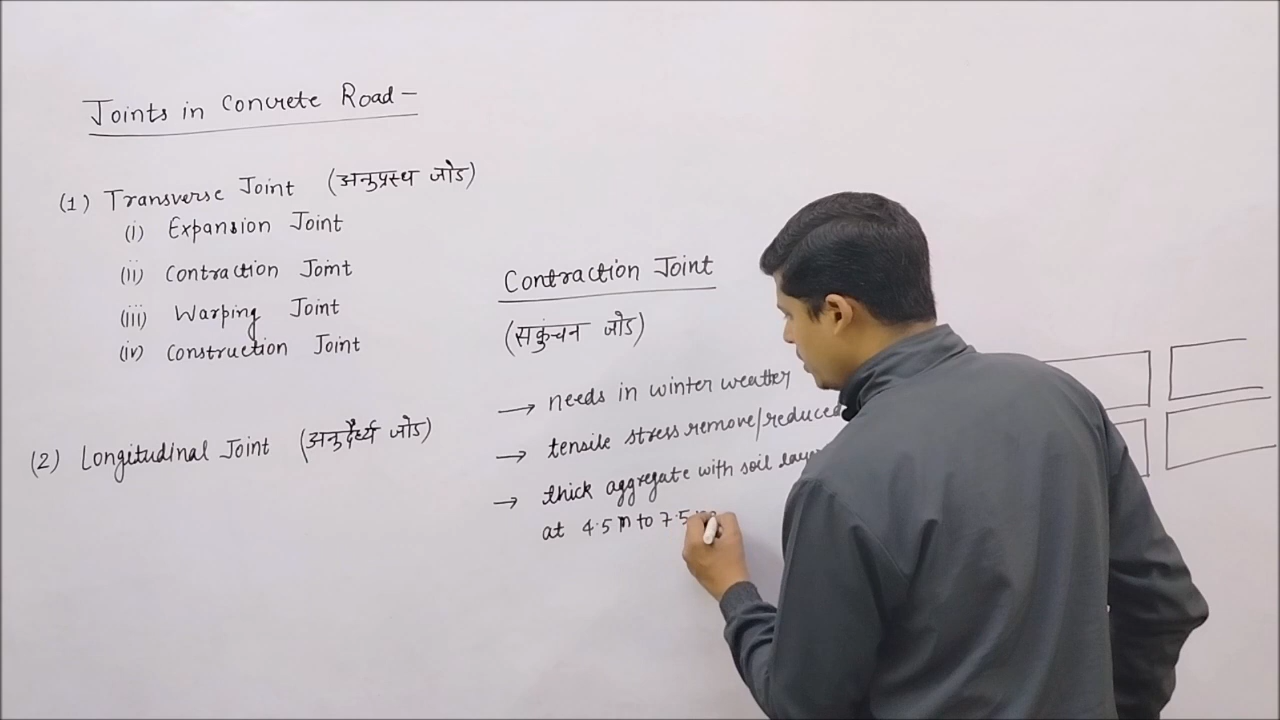 Joints in Concrete Road -
(1) Transverse Joint (अनुप्रस्थ जोड)
(i) Expansion Joint
(ii) Contraction Joint
(iii) Warping Joint
(iv) Construction Joint
(2) Longitudinal Joint (अनुदैर्ध्य जोड)
Contraction Joint
(सकुंचन जोड)
→ needs in winter weather
→ tensile stress remove/reduced
→ thick aggregate with soil layer
at 4.5 m to 7.5